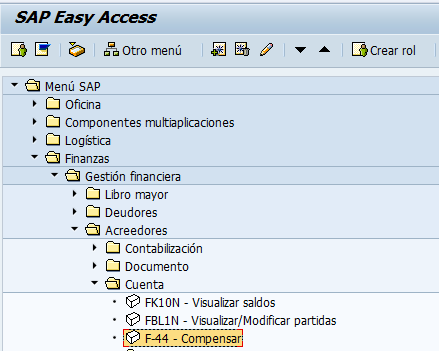 SAP Easy Access
Otro menú Crear rol
Menú SAP
Oficina
Componentes multiaplicaciones
Logística
Finanzas
Gestión financiera
Libro mayor
Deudores
Acreedores
Contabilización
Documento
Cuenta
FK10N - Visualizar saldos
FBL1N - Visualizar/Modificar partidas
F-44 - Compensar